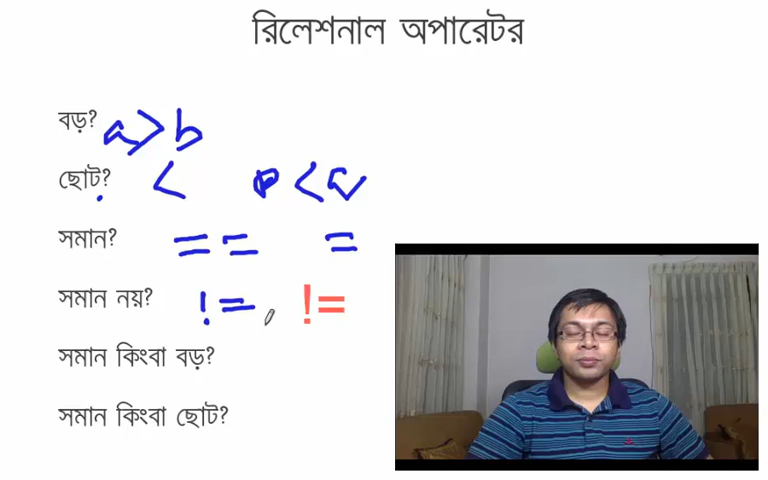 রিলেশনাল অপারেটর
বড়? a > b
ছোট? < b < a
সমান? == =
সমান নয়? !=, !=
সমান কিংবা বড়?
সমান কিংবা ছোট?